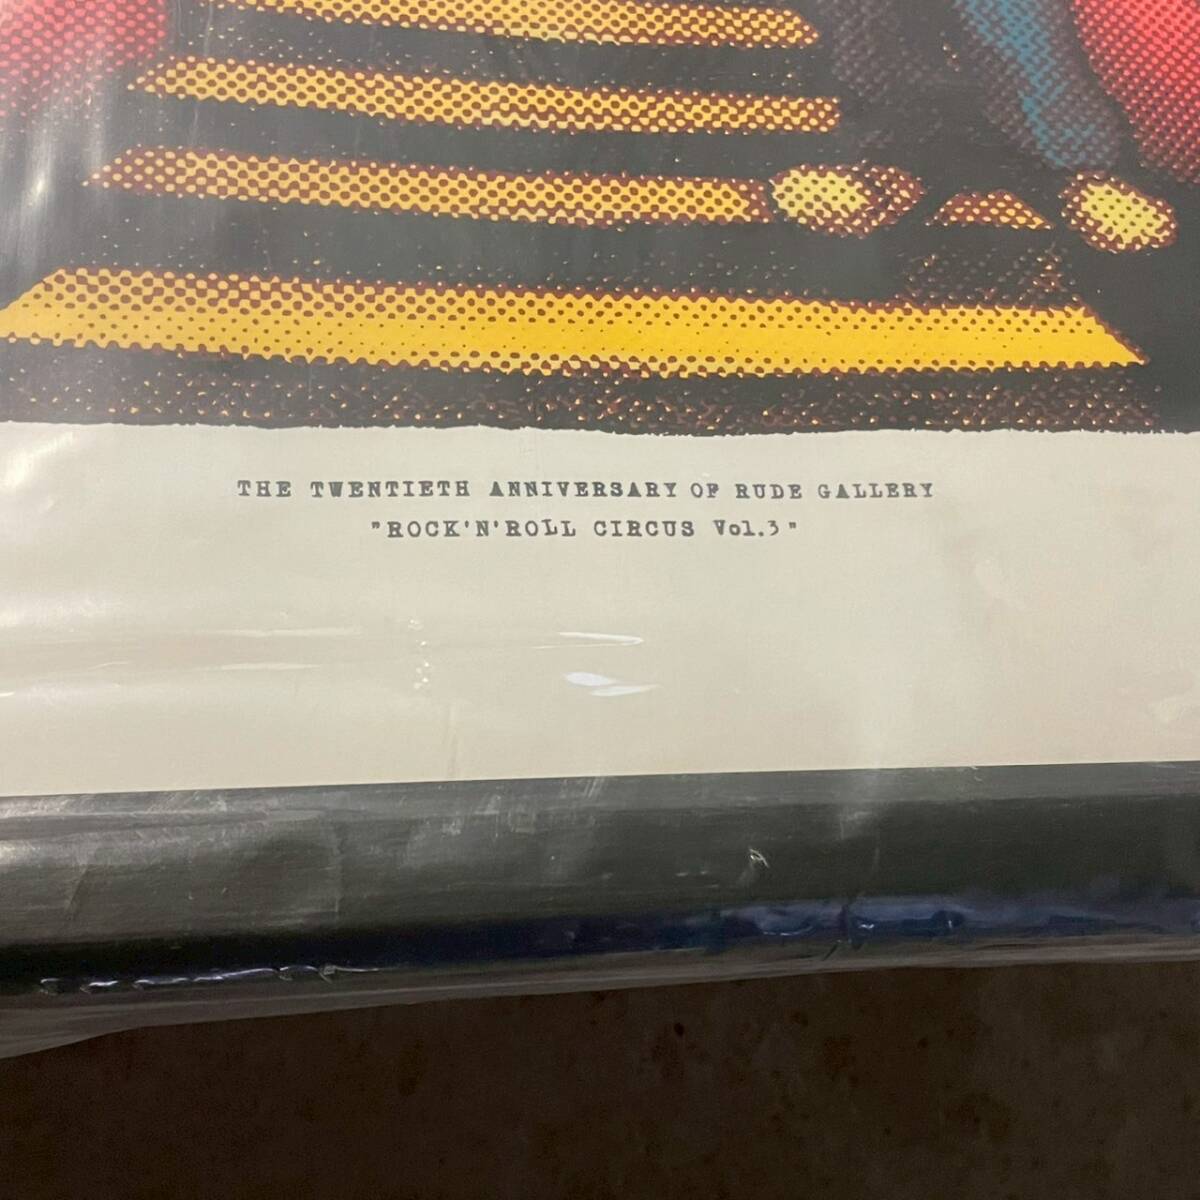 THE TWENTIETH ANNIVERSARY OF RUDE GALLERY
"ROCK'N'ROLL CIRCUS Vol.3"